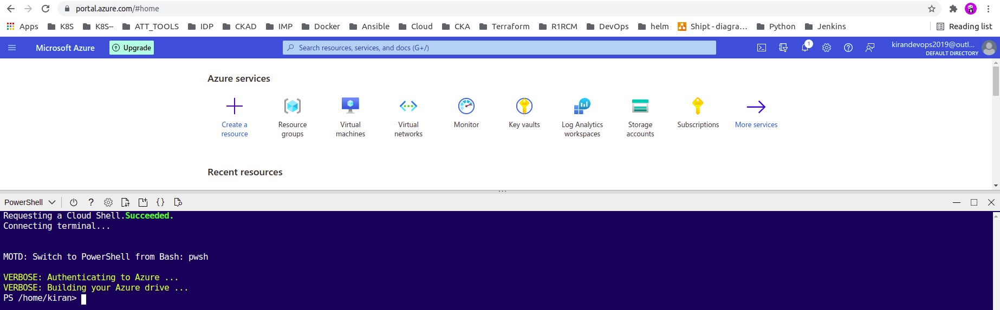 portal.azure.com/#home
Apps K8S K8S-- ATT_TOOLS IDP CKAD IMP Docker Ansible Cloud CKA Terraform R1RCM DevOps helm Shipt - diagra... Python Jenkins Reading list
Microsoft Azure Upgrade Search resources, services, and docs (G+/) 1 kirandevops2019@outl...
DEFAULT DIRECTORY
Azure services
Create a resource
Resource groups
Virtual machines
Virtual networks
Monitor
Key vaults
Log Analytics workspaces
Storage accounts
Subscriptions
More services
Recent resources
PowerShell
Requesting a Cloud Shell.Succeeded.
Connecting terminal...
MOTD: Switch to PowerShell from Bash: pwsh
VERBOSE: Authenticating to Azure ...
VERBOSE: Building your Azure drive ...
PS /home/kiran>